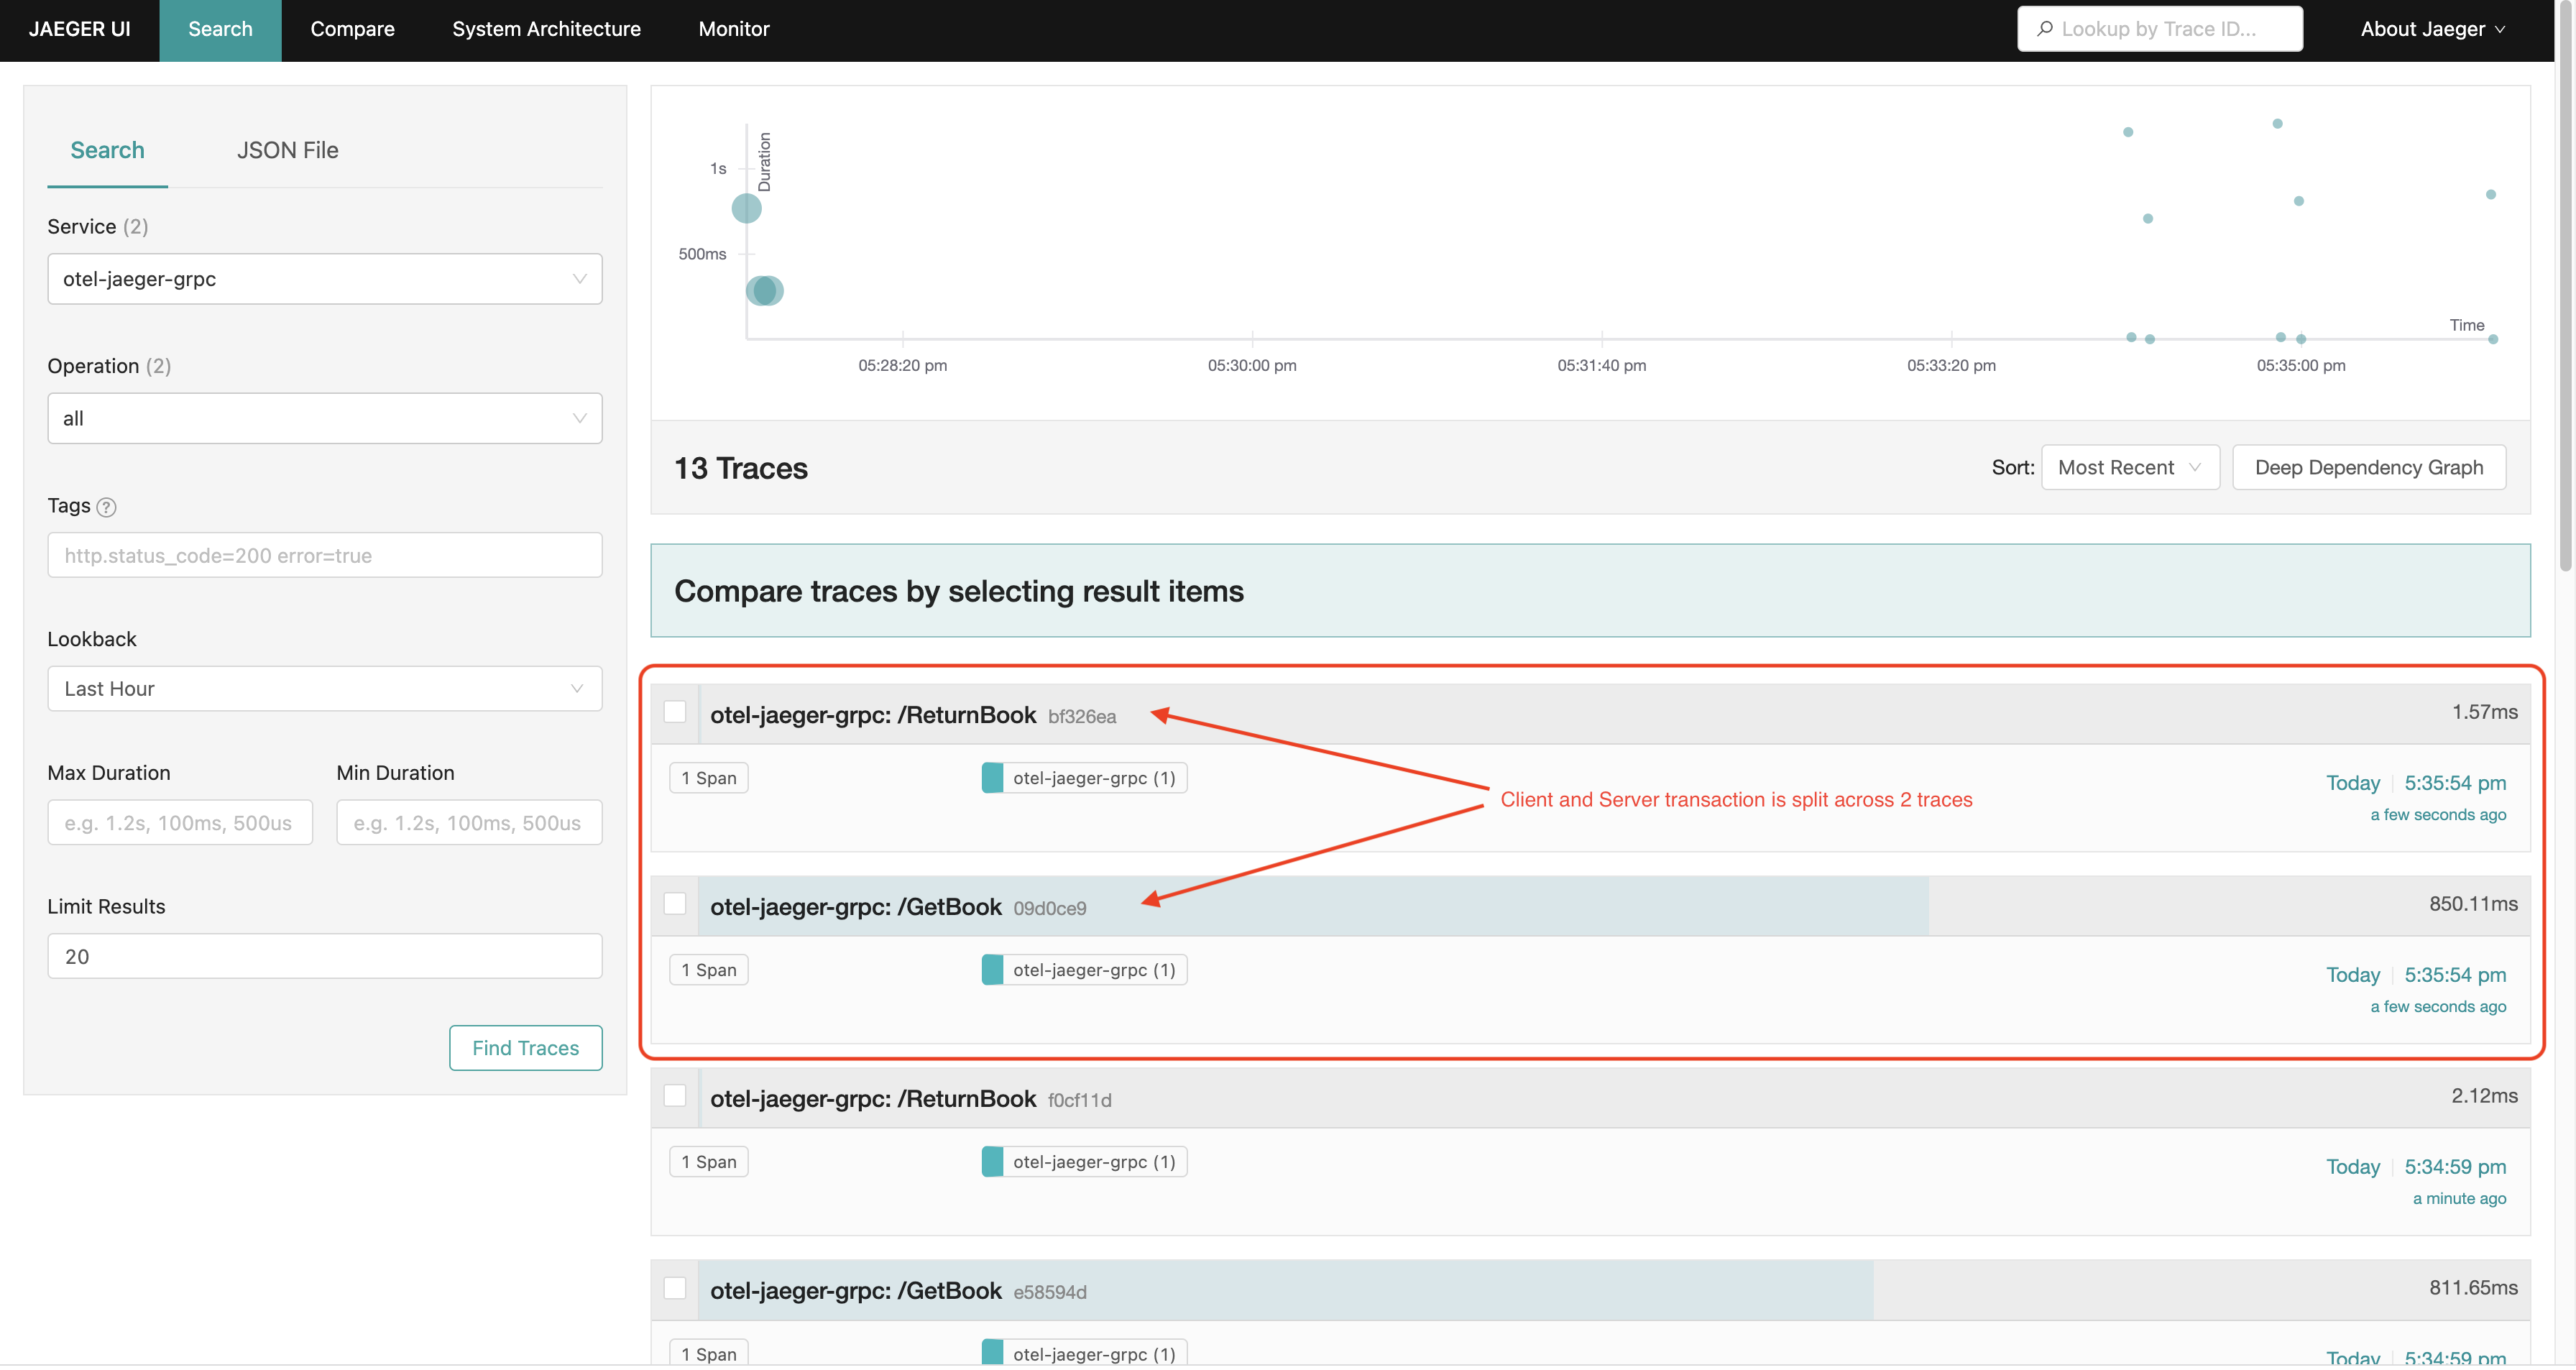 JAEGER UI Search Compare System Architecture Monitor Lookup by Trace ID... About Jaeger
Search JSON File
Service (2)
otel-jaeger-grpc
Operation (2)
all
Tags ?
http.status_code=200 error=true
Lookback
Last Hour
Max Duration Min Duration
e.g. 1.2s, 100ms, 500us e.g. 1.2s, 100ms, 500us
Limit Results
20
Find Traces
Duration
1s
500ms
Time
05:28:20 pm 05:30:00 pm 05:31:40 pm 05:33:20 pm 05:35:00 pm
13 Traces Sort: Most Recent Deep Dependency Graph
Compare traces by selecting result items
otel-jaeger-grpc: /ReturnBook bf326ea 1.57ms
1 Span otel-jaeger-grpc (1) Today 5:35:54 pm
a few seconds ago
Client and Server transaction is split across 2 traces
otel-jaeger-grpc: /GetBook 09d0ce9 850.11ms
1 Span otel-jaeger-grpc (1) Today 5:35:54 pm
a few seconds ago
otel-jaeger-grpc: /ReturnBook f0cf11d 2.12ms
1 Span otel-jaeger-grpc (1) Today 5:34:59 pm
a minute ago
otel-jaeger-grpc: /GetBook e58594d 811.65ms
1 Span otel-jaeger-grpc (1) Today 5:34:59 pm